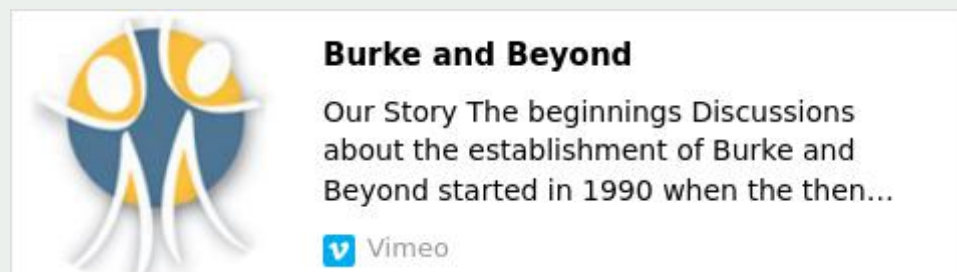 Burke and Beyond
Our Story The beginnings Discussions
about the establishment of Burke and
Beyond started in 1990 when the then...
Vimeo